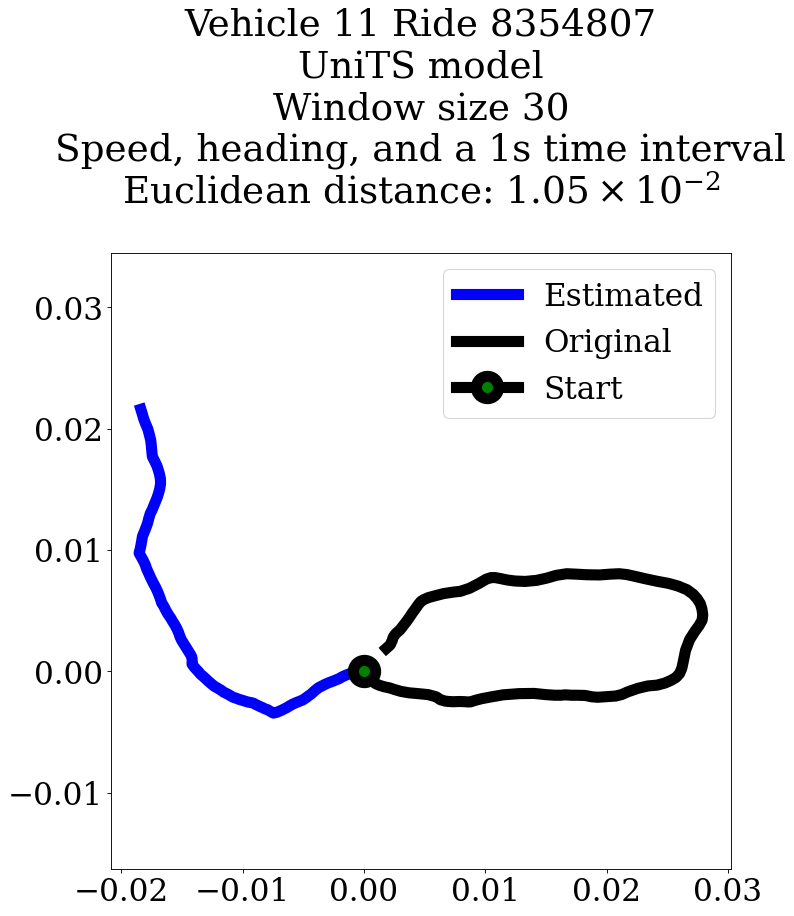 Vehicle 11 Ride 8354807
UniTS model
Window size 30
Speed, heading, and a 1s time interval
Euclidean distance: 1.05 × 10⁻²
Estimated
Original
Start
0.03
0.02
0.01
0.00
−0.01
−0.02 −0.01 0.00 0.01 0.02 0.03